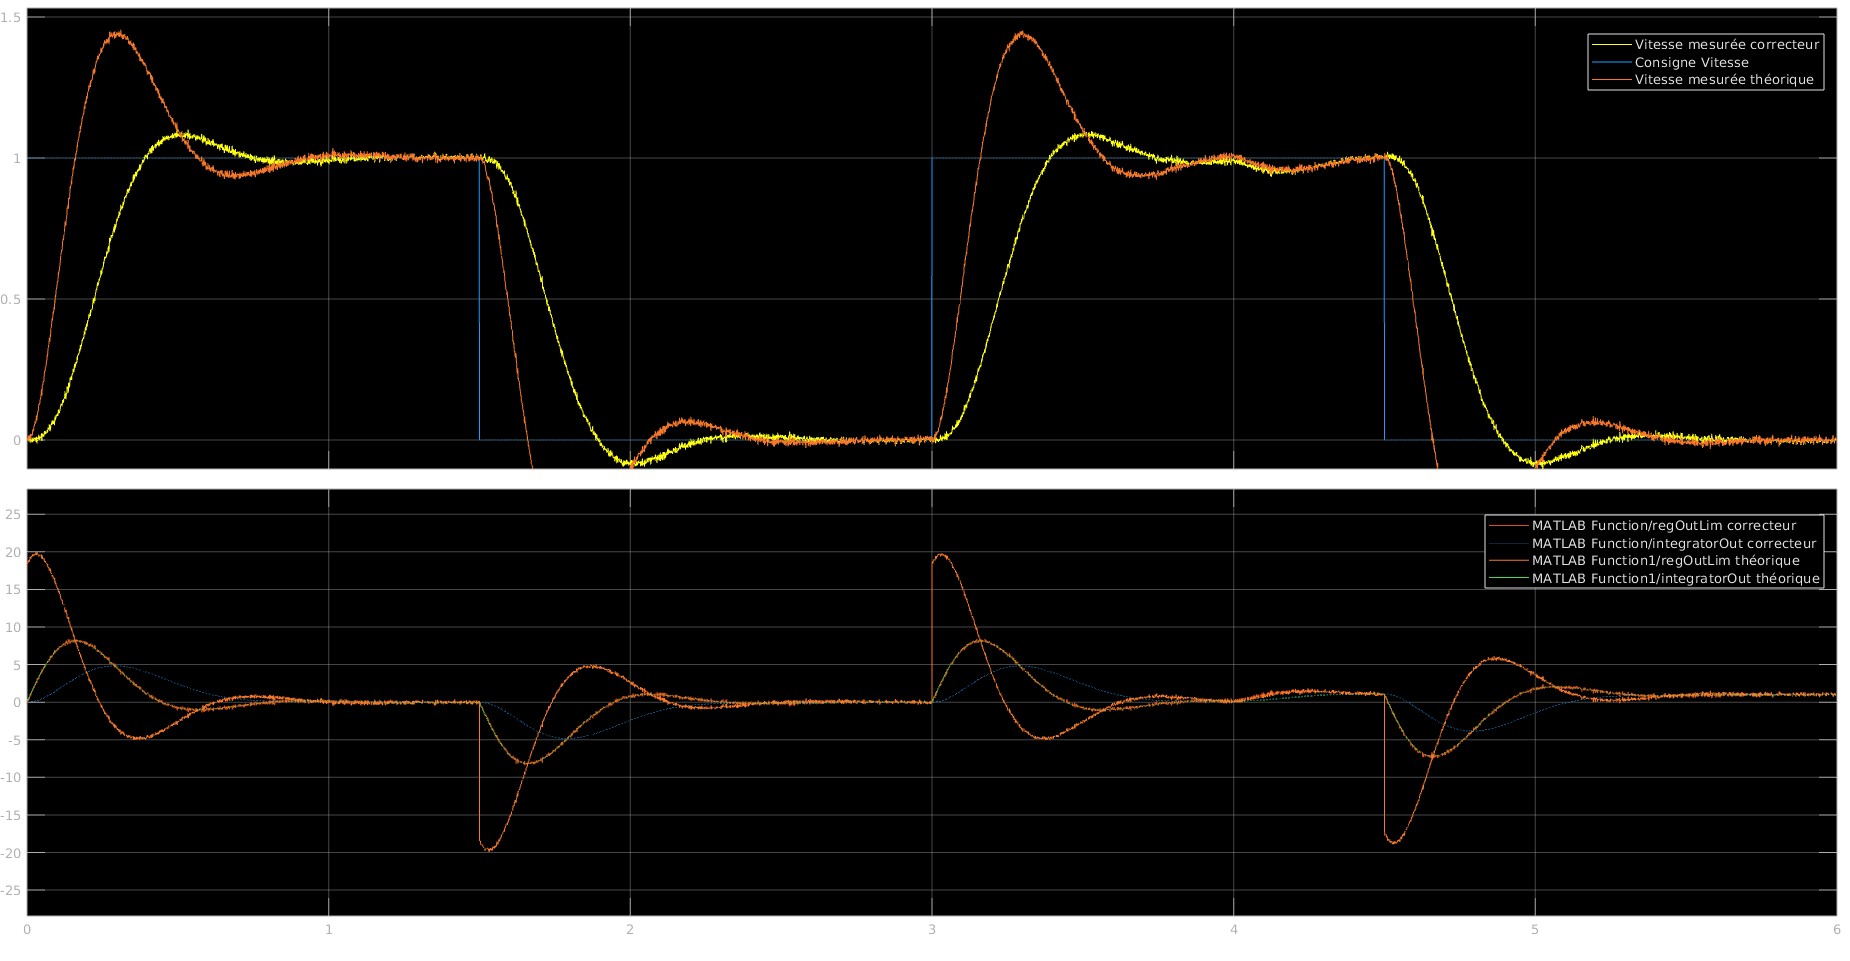 1.5
Vitesse mesurée correcteur
Consigne Vitesse
Vitesse mesurée théorique
1
0.5
0
25
MATLAB Function/regOutLim correcteur
20
MATLAB Function/integratorOut correcteur
MATLAB Function1/regOutLim théorique
15
MATLAB Function1/integratorOut théorique
10
5
0
-5
-10
-15
-20
-25
0 1 2 3 4 5 6